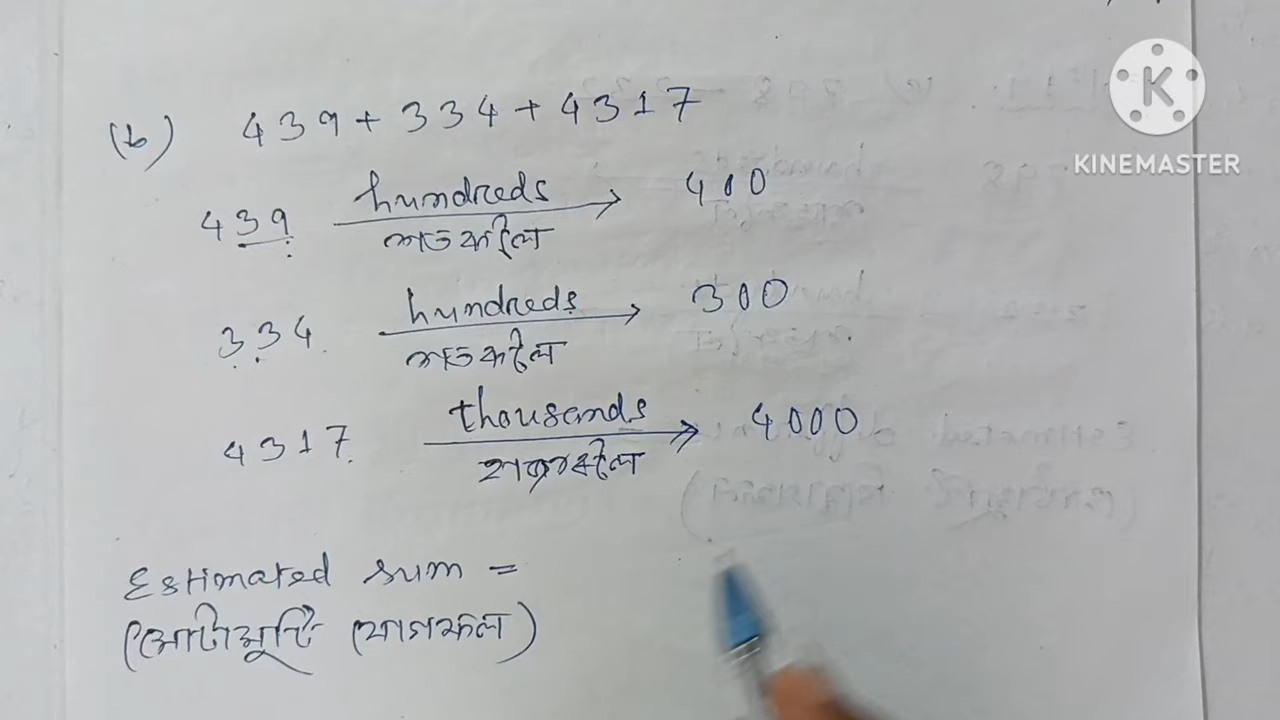 (b) 439 + 334 + 4317
KINEMASTER
439 hundreds → 400
শতকলৈ
334 hundreds → 300
শতকলৈ
4317 thousands → 4000
হাজাৰলৈ
Estimated sum =
(মোটামুটি যোগফল)